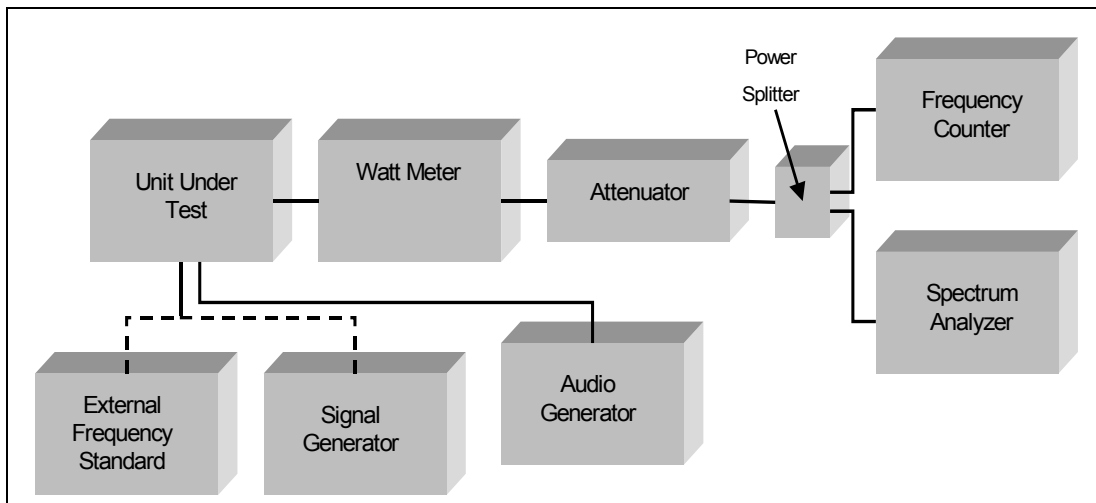 Power
Splitter
Frequency
Counter
Unit Under
Test
Watt Meter
Attenuator
Spectrum
Analyzer
External
Frequency
Standard
Signal
Generator
Audio
Generator